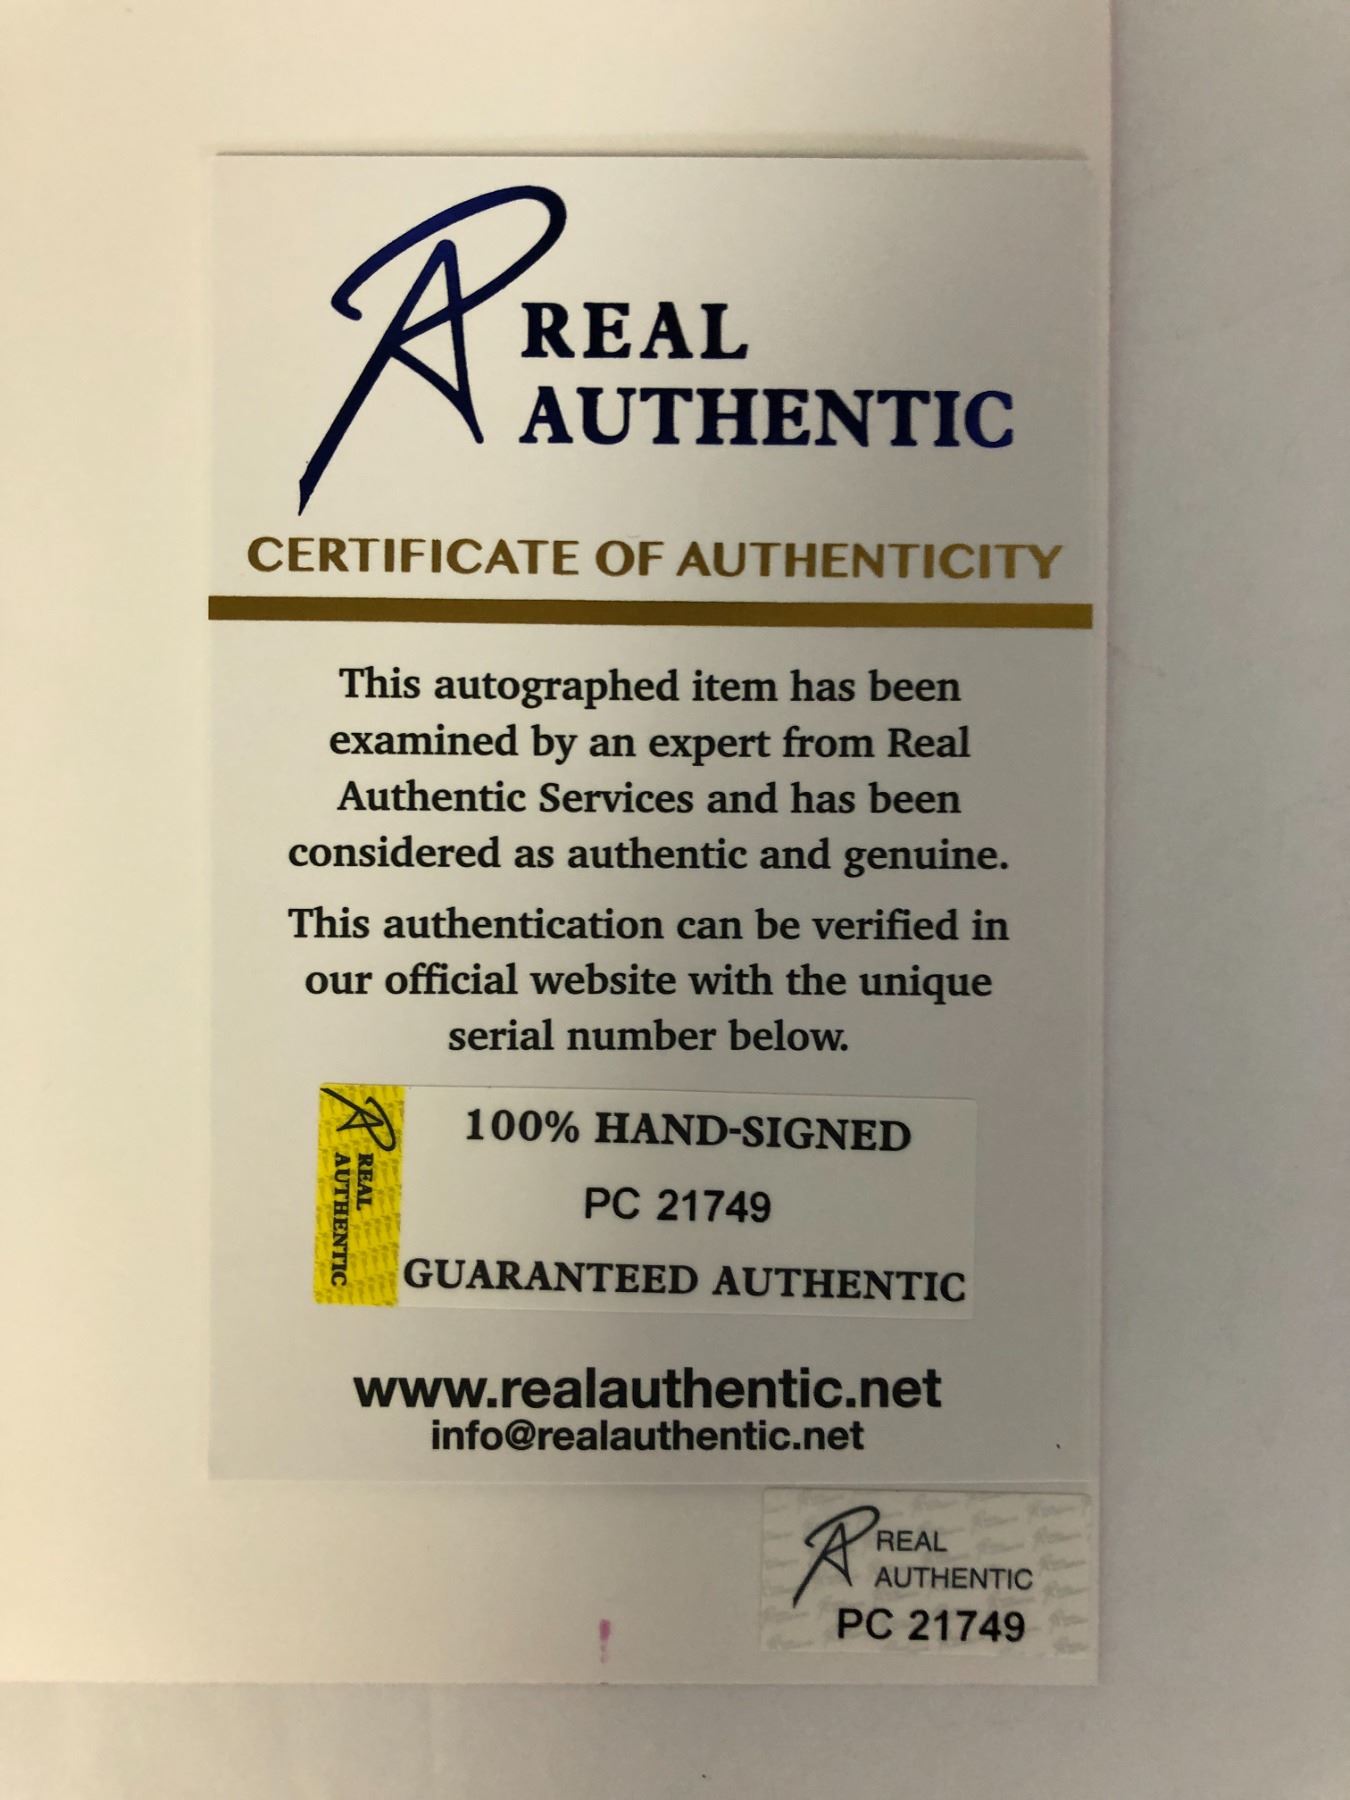 REAL
AUTHENTIC
CERTIFICATE OF AUTHENTICITY
This autographed item has been
examined by an expert from Real
Authentic Services and has been
considered as authentic and genuine.
This authentication can be verified in
our official website with the unique
serial number below.
REAL
AUTHENTIC
100% HAND-SIGNED
PC 21749
GUARANTEED AUTHENTIC
www.realauthentic.net
info@realauthentic.net
REAL
AUTHENTIC
PC 21749